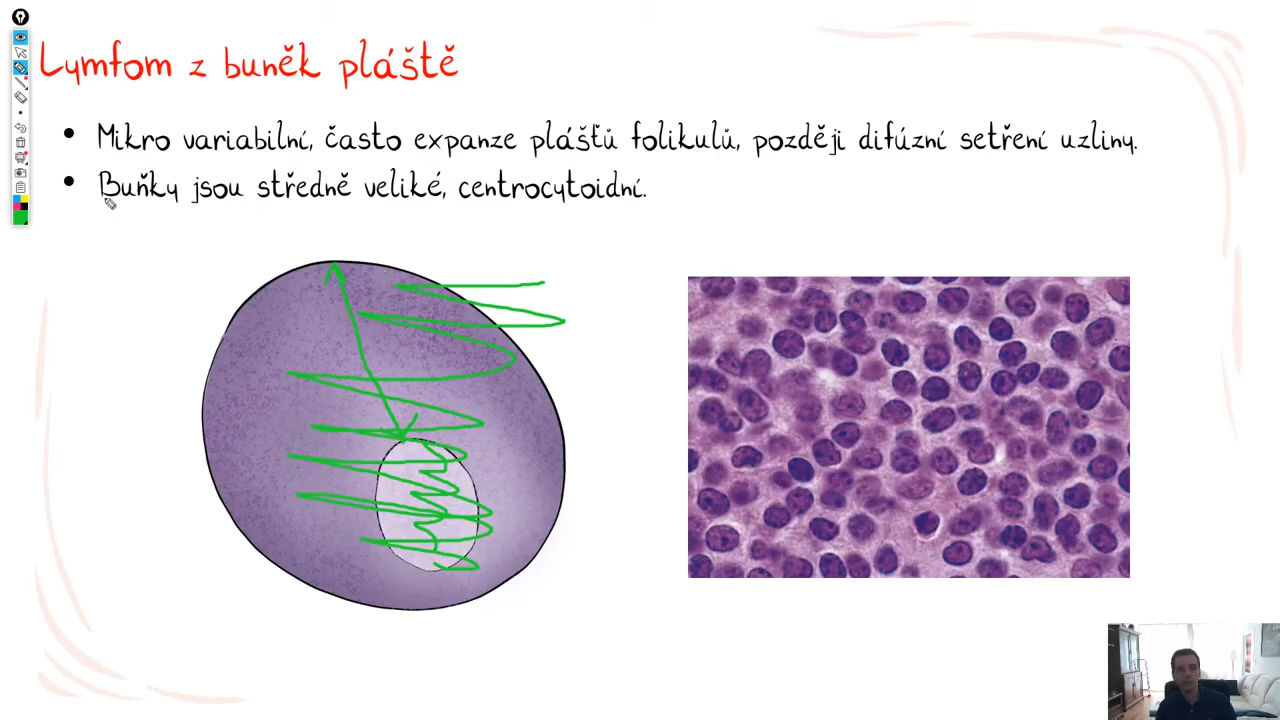 Lymfom z buněk pláště
• Mikro variabilní, často expanze plášťů folikulů, později difúzní setření uzliny.
• Buňky jsou středně veliké, centrocytoidní.